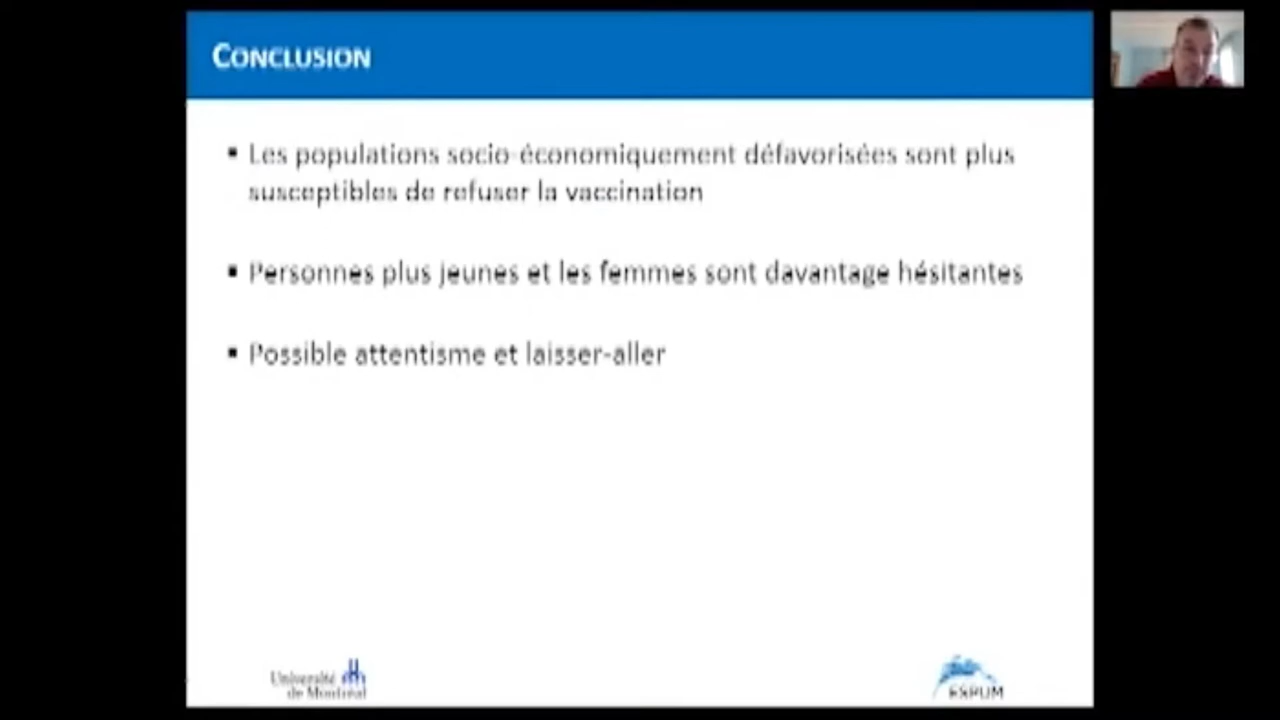 CONCLUSION
▪ Les populations socio-économiquement défavorisées sont plus
susceptibles de refuser la vaccination
▪ Personnes plus jeunes et les femmes sont davantage hésitantes
▪ Possible attentisme et laisser-aller
Université
de Montréal
ESPUM